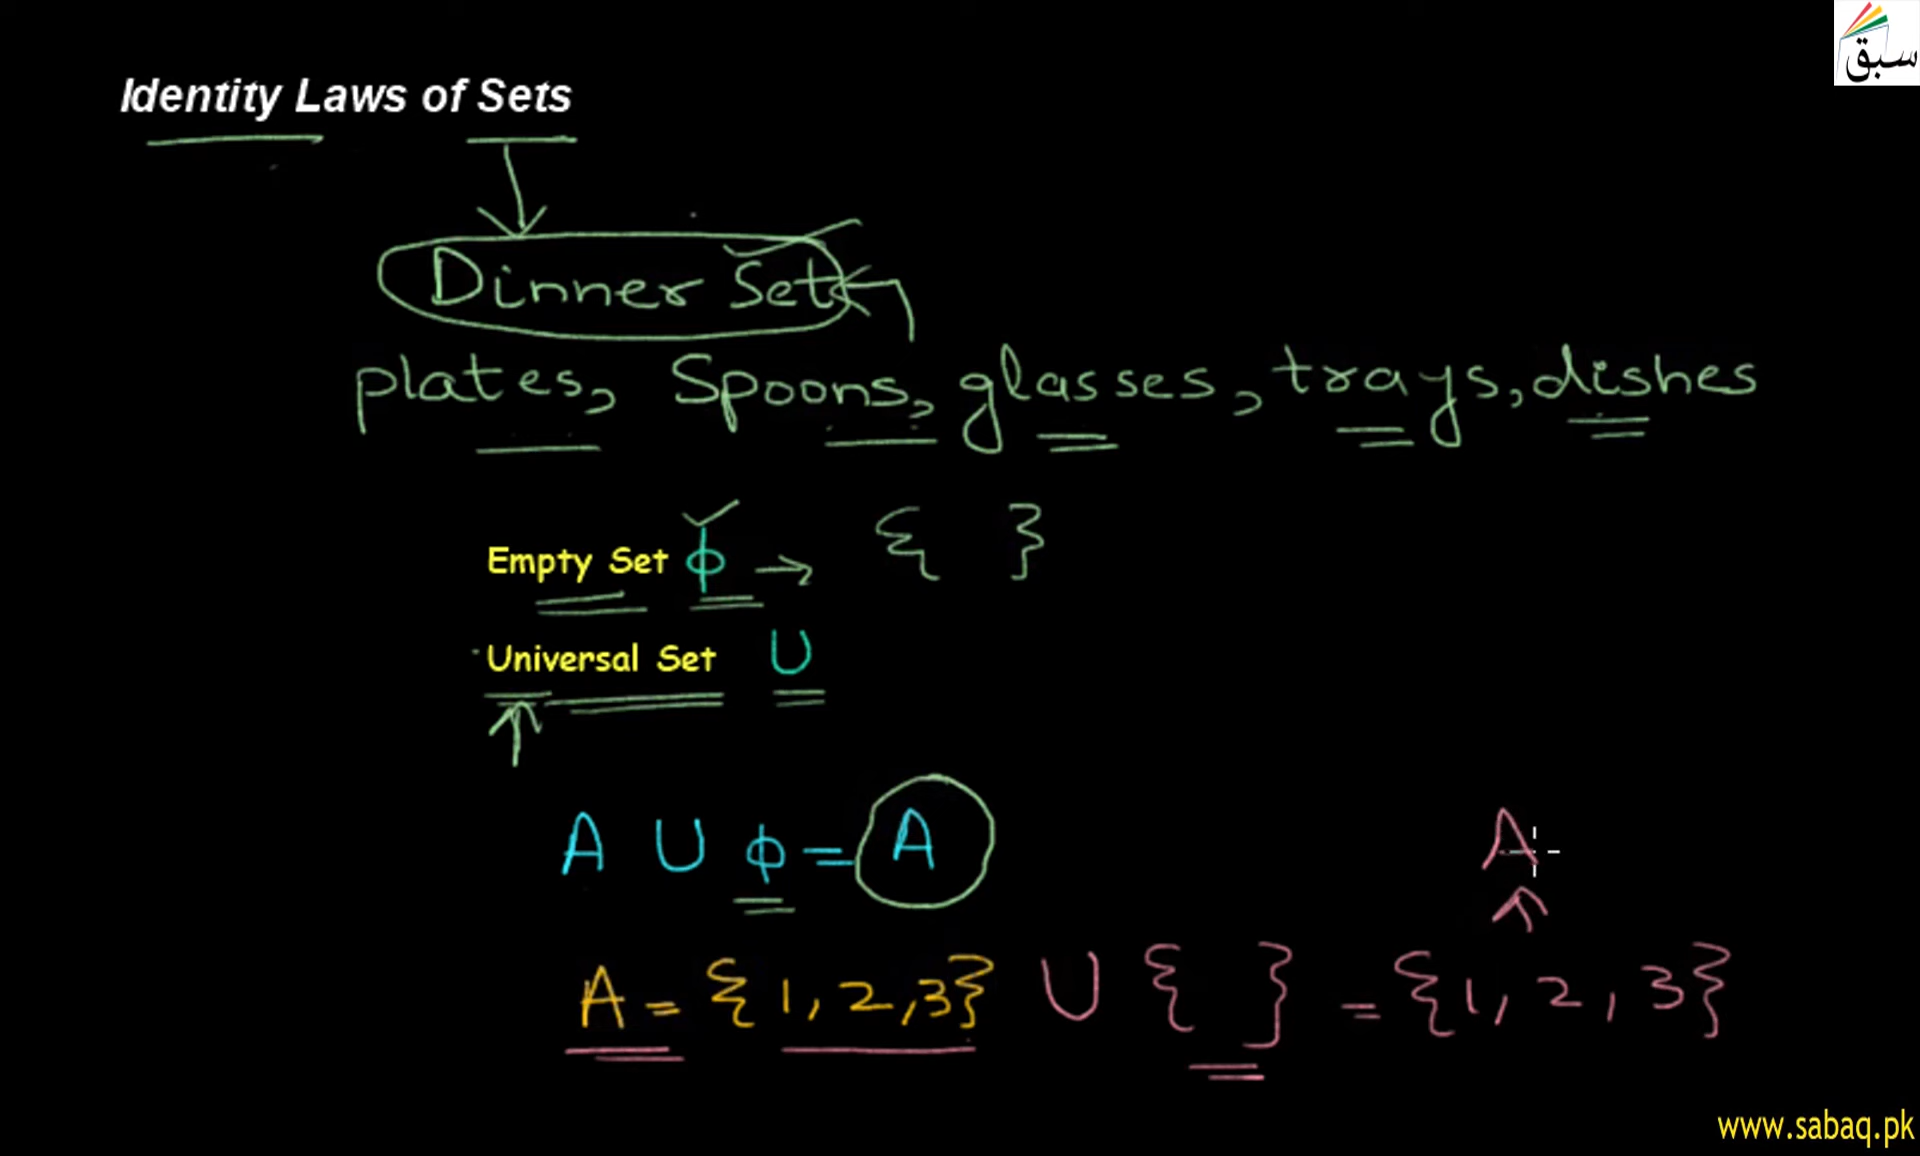 سبق
Identity Laws of Sets
Dinner Set
plates, Spoons, glasses, trays, dishes
Empty Set ϕ → { }
Universal Set U
A U ϕ = A
A
A = {1, 2, 3} U { } = {1, 2, 3}
www.sabaq.pk